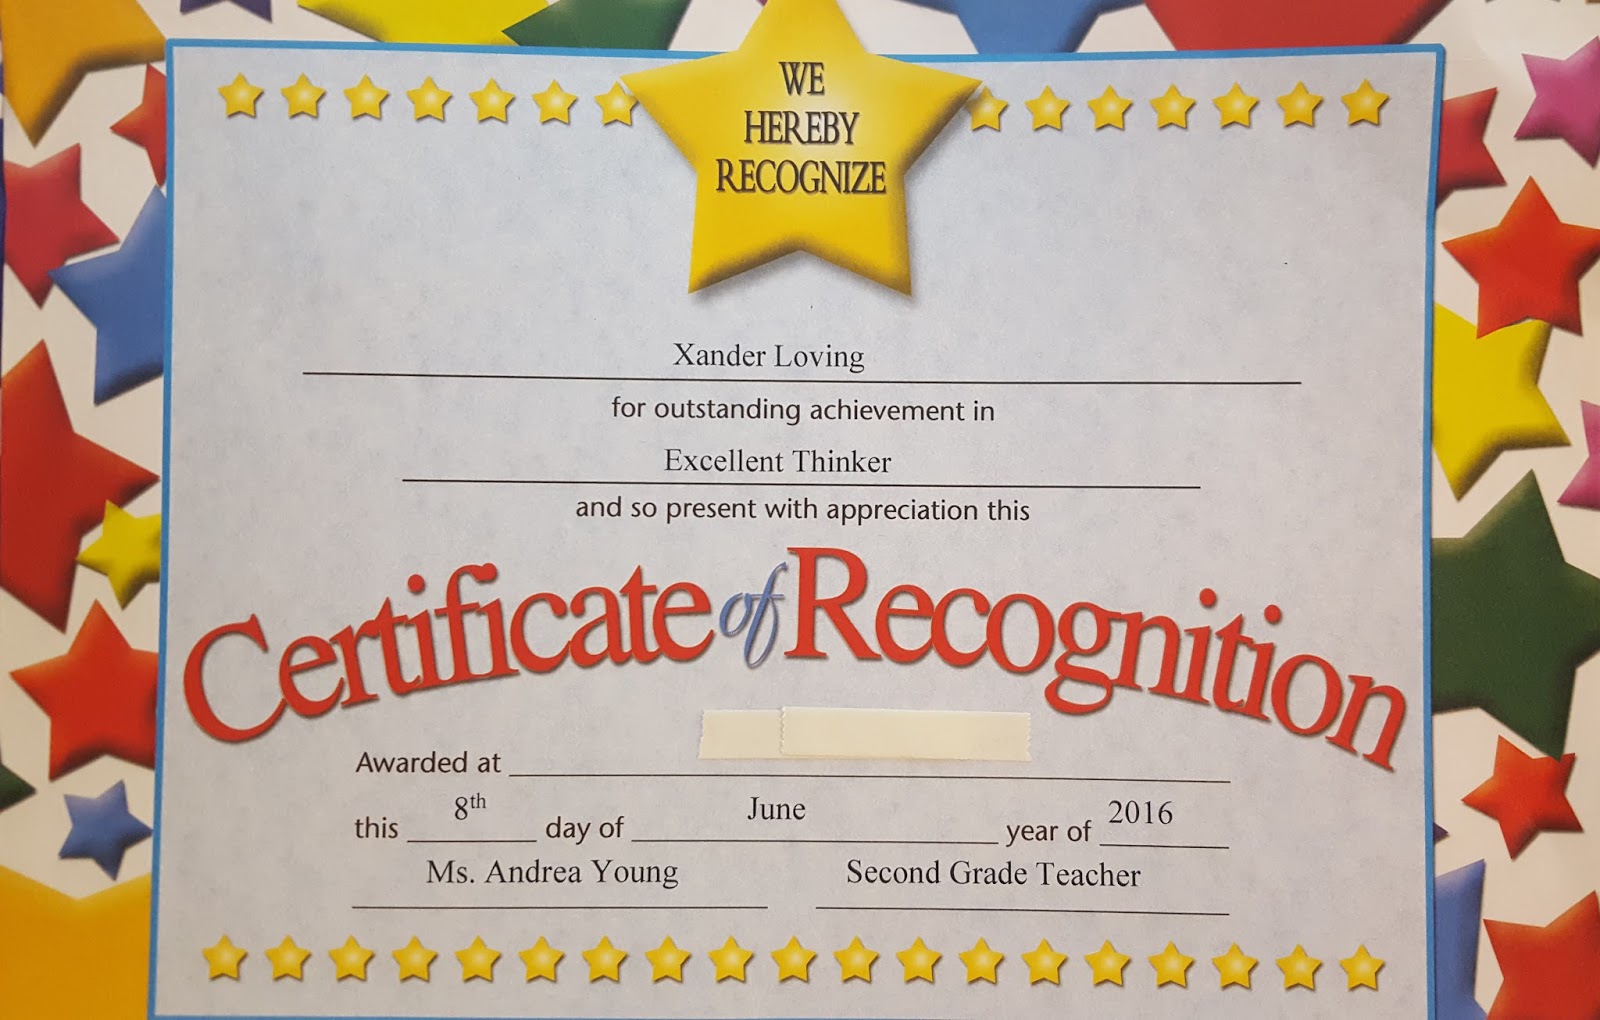 WE
HEREBY
RECOGNIZE
Xander Loving
for outstanding achievement in
Excellent Thinker
and so present with appreciation this
Certificate of Recognition
Awarded at
this 8th day of June year of 2016
Ms. Andrea Young Second Grade Teacher